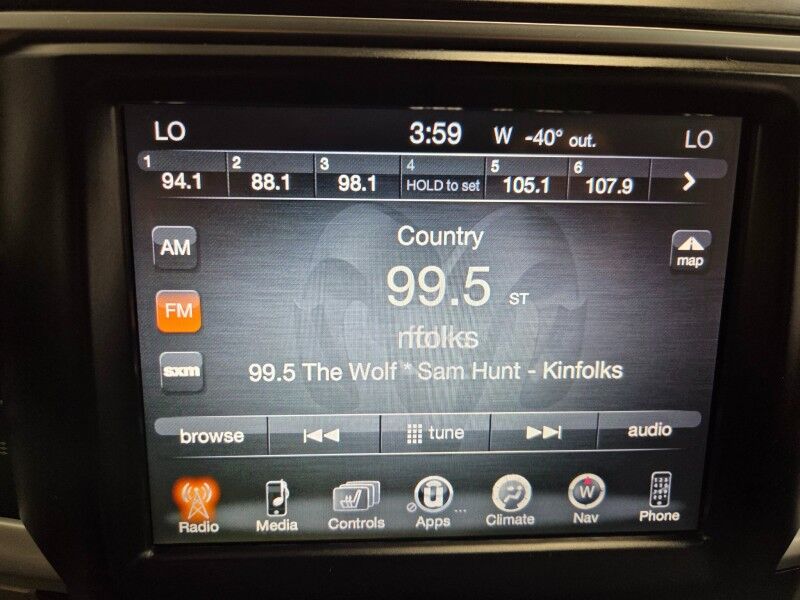 LO 3:59 W -40° out. LO
1 2 3 4 5 6
94.1 88.1 98.1 HOLD to set 105.1 107.9
Country
AM map
99.5 ST
FM
99.5 The Wolf * Sam Hunt - Kinfolks
sxm
browse tune audio
W
Radio Media Controls Apps Climate Nav Phone